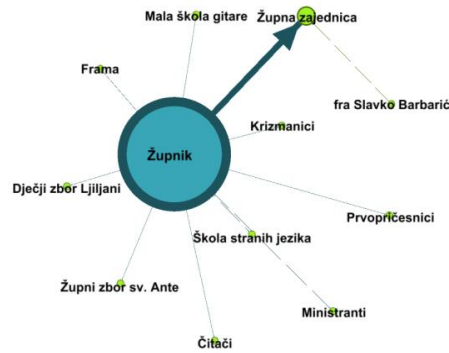 Mala škola gitare
Župna zajednica
Frama
fra Slavko Barbarić
Krizmanici
Župnik
Dječji zbor Ljiljani
Prvopričesnici
Škola stranih jezika
Župni zbor sv. Ante
Ministranti
Čitači